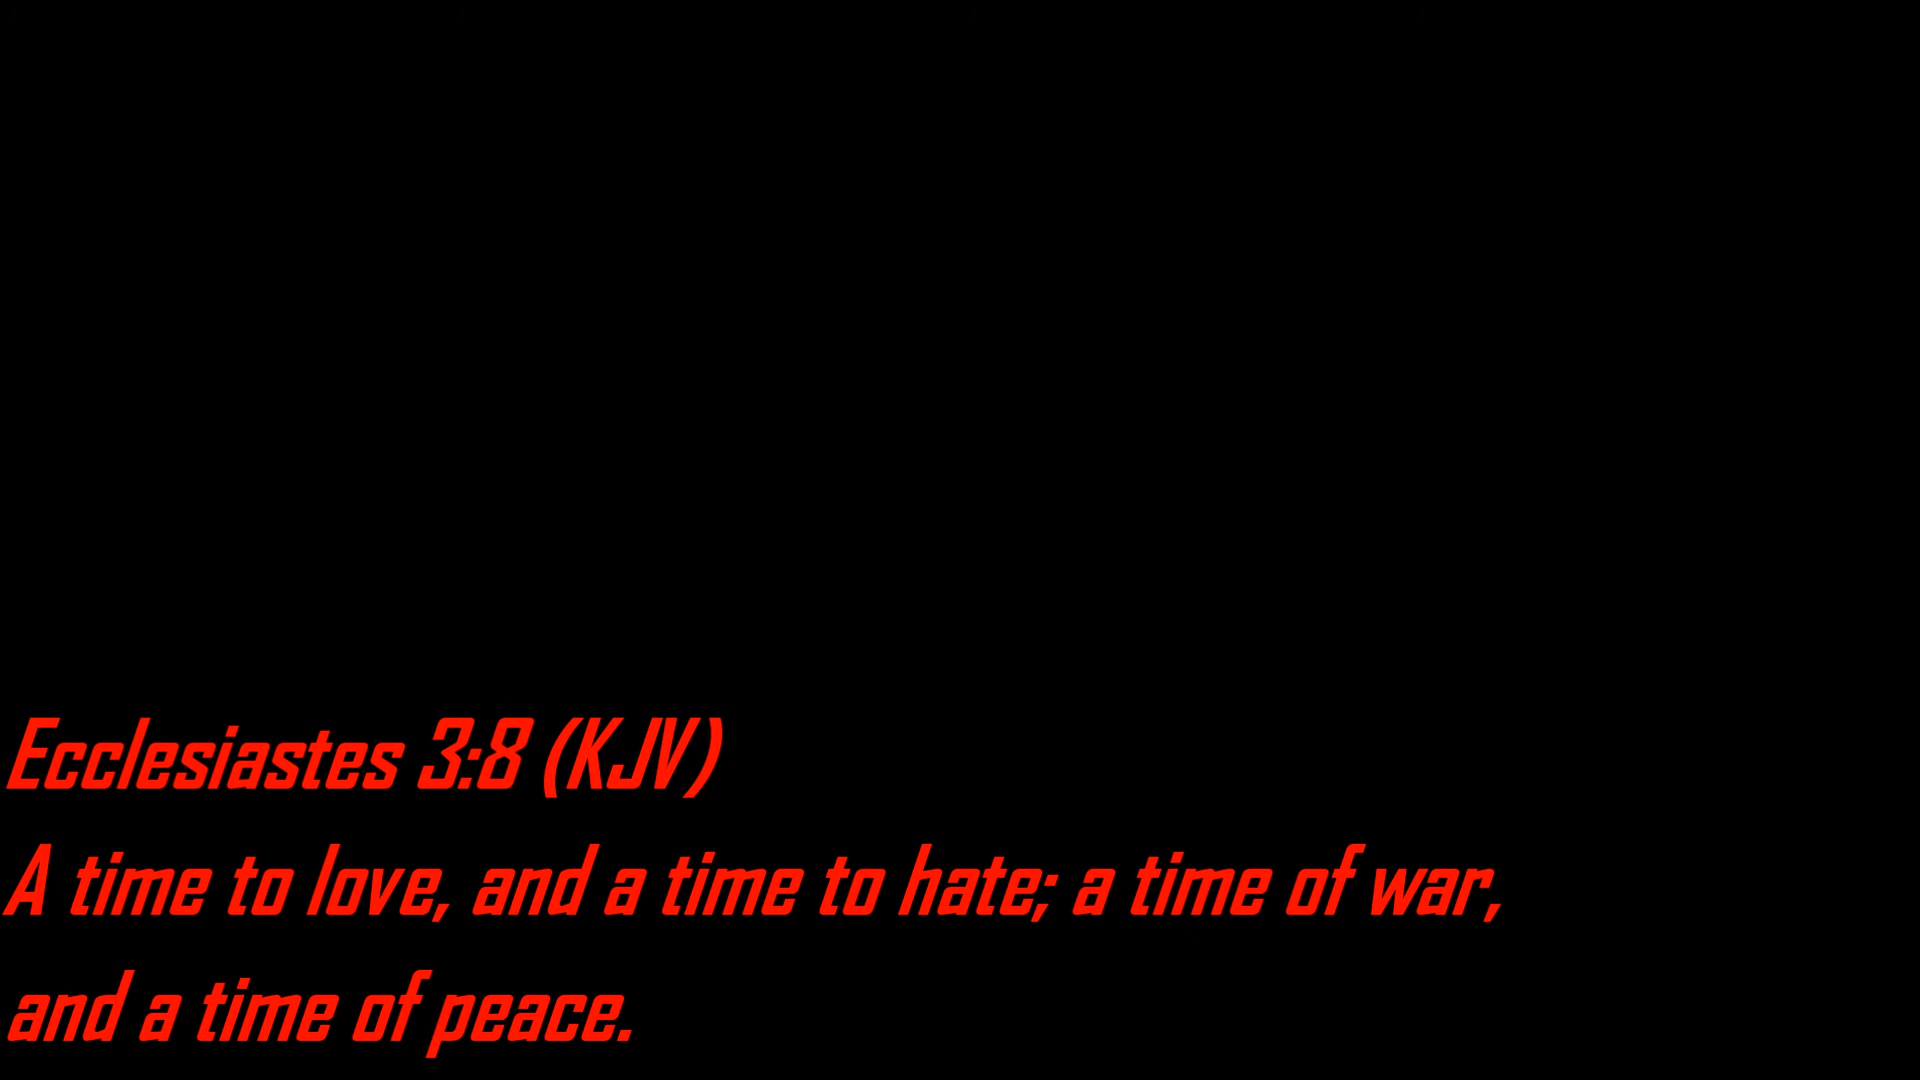 Ecclesiastes 3:8 (KJV)
A time to love, and a time to hate; a time of war,
and a time of peace.